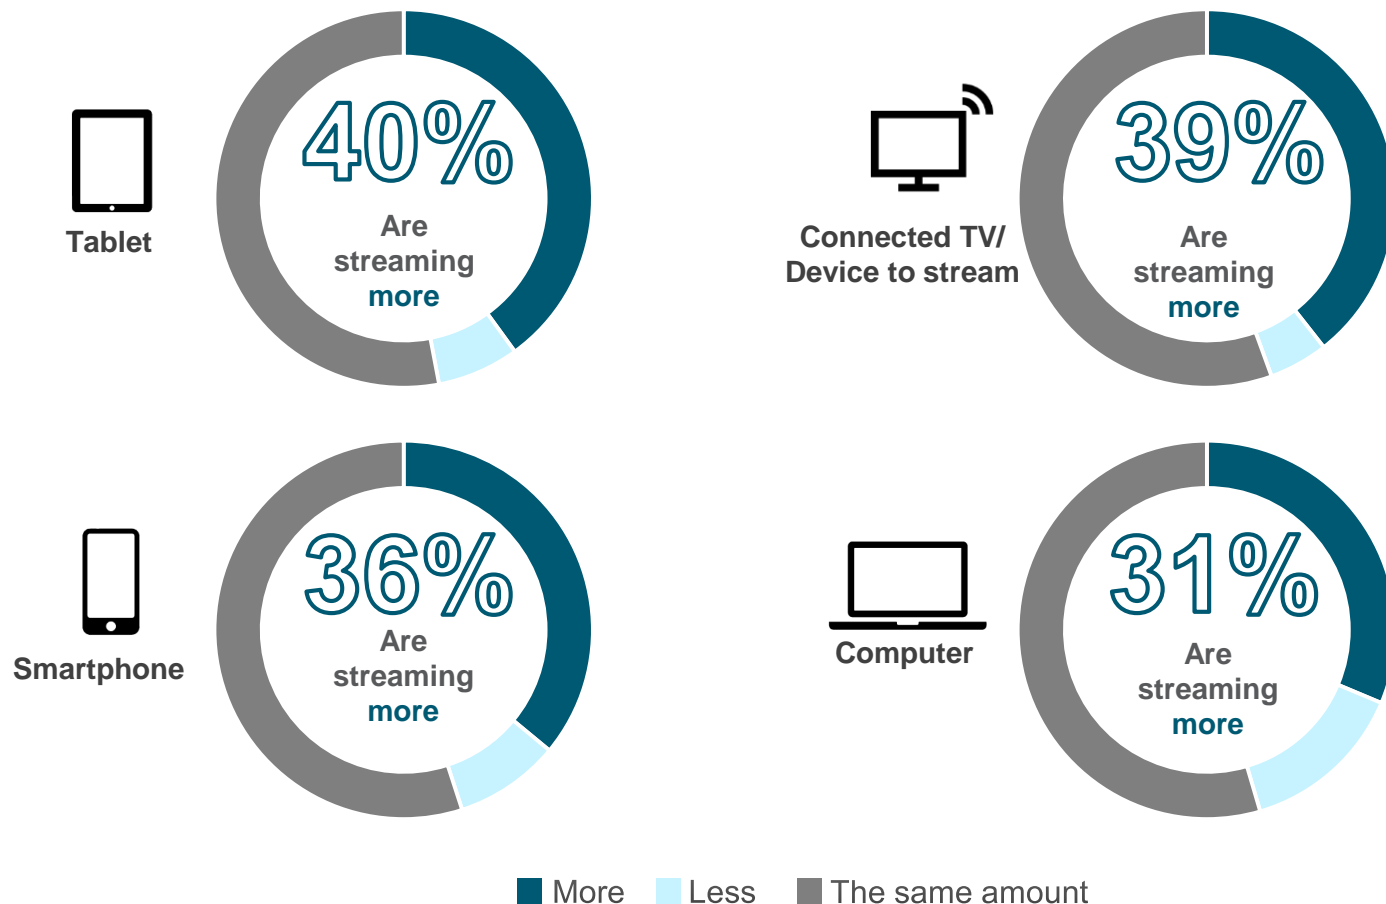 40%
Are
streaming
more
Tablet
39%
Are
streaming
more
Connected TV/
Device to stream
36%
Are
streaming
more
Smartphone
31%
Are
streaming
more
Computer
More Less The same amount